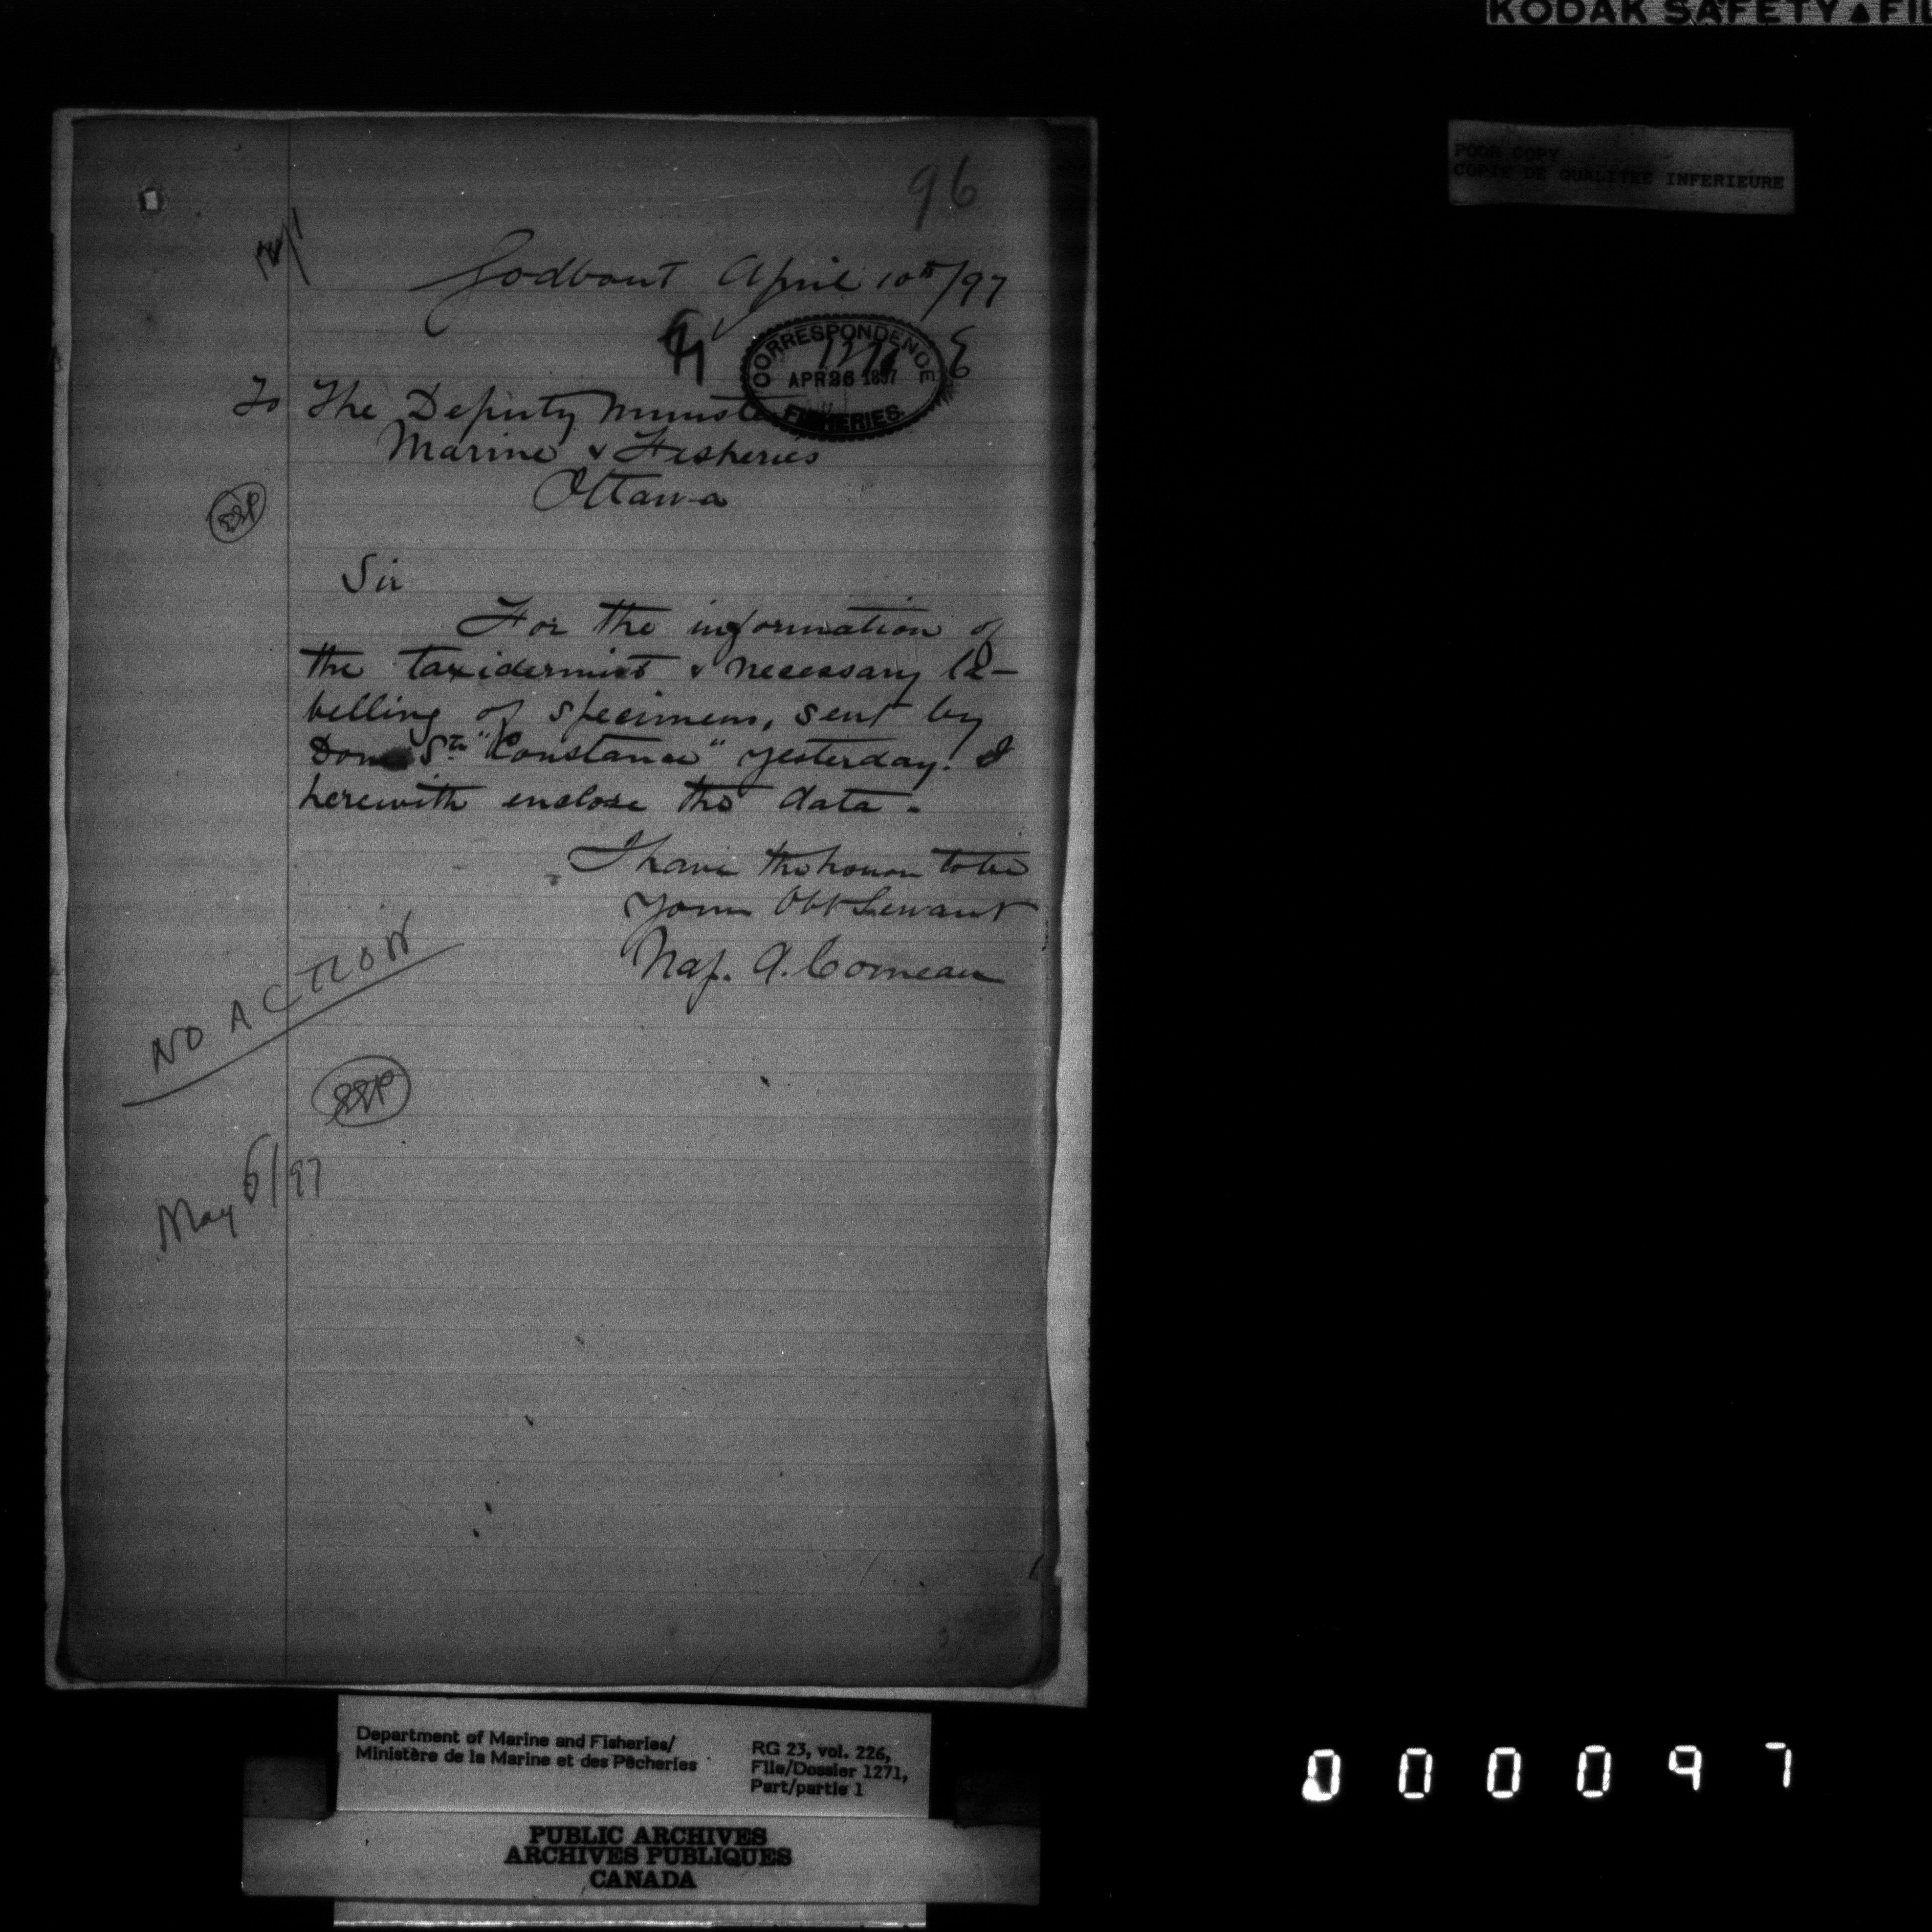 KODAK SAFETY ▲ FIL
POOR COPY
COPIE DE QUALITEE INFERIEURE
96
Godbout April 10th/97
CORRESPONDENCE
1271
APR 26 1897
FISHERIES.
To The Deputy Minister
Marine & Fisheries
Ottawa
Sir
For the information of
the taxidermist & necessary la-
belling of specimens, sent by
Dom Str "Constance" yesterday. I
herewith enclose the data.
I have the honour to be
Your Obt Servant
Nap. A. Comeau
NO ACTION
May 6/97
Department of Marine and Fisheries/
Ministère de la Marine et des Pêcheries
RG 23, vol. 226,
File/Dossier 1271,
Part/partie 1
PUBLIC ARCHIVES
ARCHIVES PUBLIQUES
CANADA
000097